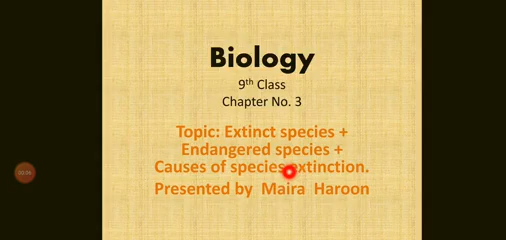 Biology
9th Class
Chapter No. 3
Topic: Extinct species +
Endangered species +
Causes of species extinction.
Presented by Maira Haroon